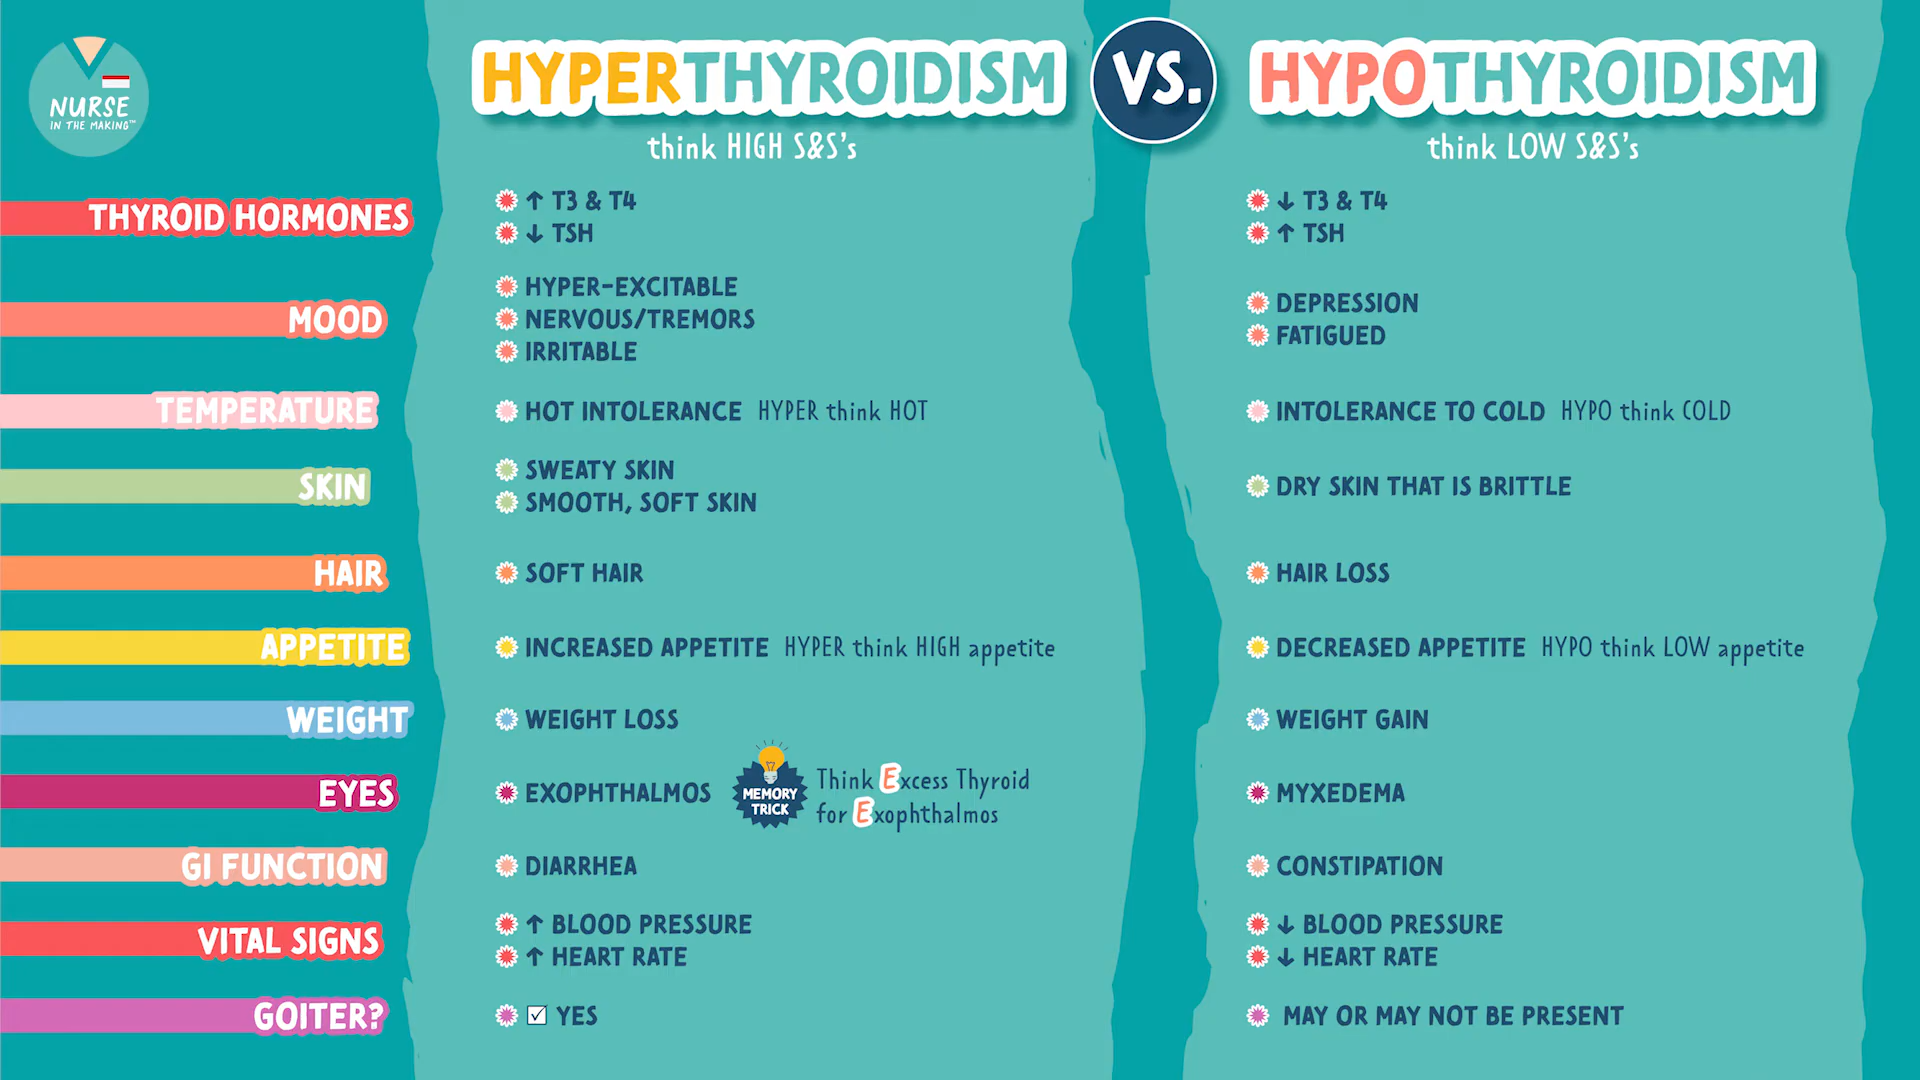 NURSE
IN THE MAKING™
HYPERTHYROIDISM
think HIGH S&S's
VS.
HYPOTHYROIDISM
think LOW S&S's
THYROID HORMONES
↑ T3 & T4
↓ TSH
↓ T3 & T4
↑ TSH
MOOD
HYPER-EXCITABLE
NERVOUS/TREMORS
IRRITABLE
DEPRESSION
FATIGUED
TEMPERATURE
HOT INTOLERANCE HYPER think HOT
INTOLERANCE TO COLD HYPO think COLD
SKIN
SWEATY SKIN
SMOOTH, SOFT SKIN
DRY SKIN THAT IS BRITTLE
HAIR
SOFT HAIR
HAIR LOSS
APPETITE
INCREASED APPETITE HYPER think HIGH appetite
DECREASED APPETITE HYPO think LOW appetite
WEIGHT
WEIGHT LOSS
WEIGHT GAIN
EYES
EXOPHTHALMOS
MEMORY
TRICK
Think Excess Thyroid
for Exophthalmos
MYXEDEMA
GI FUNCTION
DIARRHEA
CONSTIPATION
VITAL SIGNS
↑ BLOOD PRESSURE
↑ HEART RATE
↓ BLOOD PRESSURE
↓ HEART RATE
GOITER?
☑ YES
MAY OR MAY NOT BE PRESENT